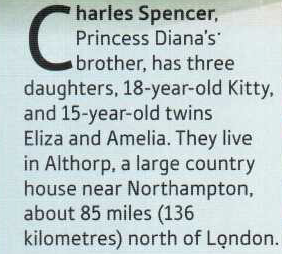 Charles Spencer,
Princess Diana's
brother, has three
daughters, 18-year-old Kitty,
and 15-year-old twins
Eliza and Amelia. They live
in Althorp, a large country
house near Northampton,
about 85 miles (136
kilometres) north of London.